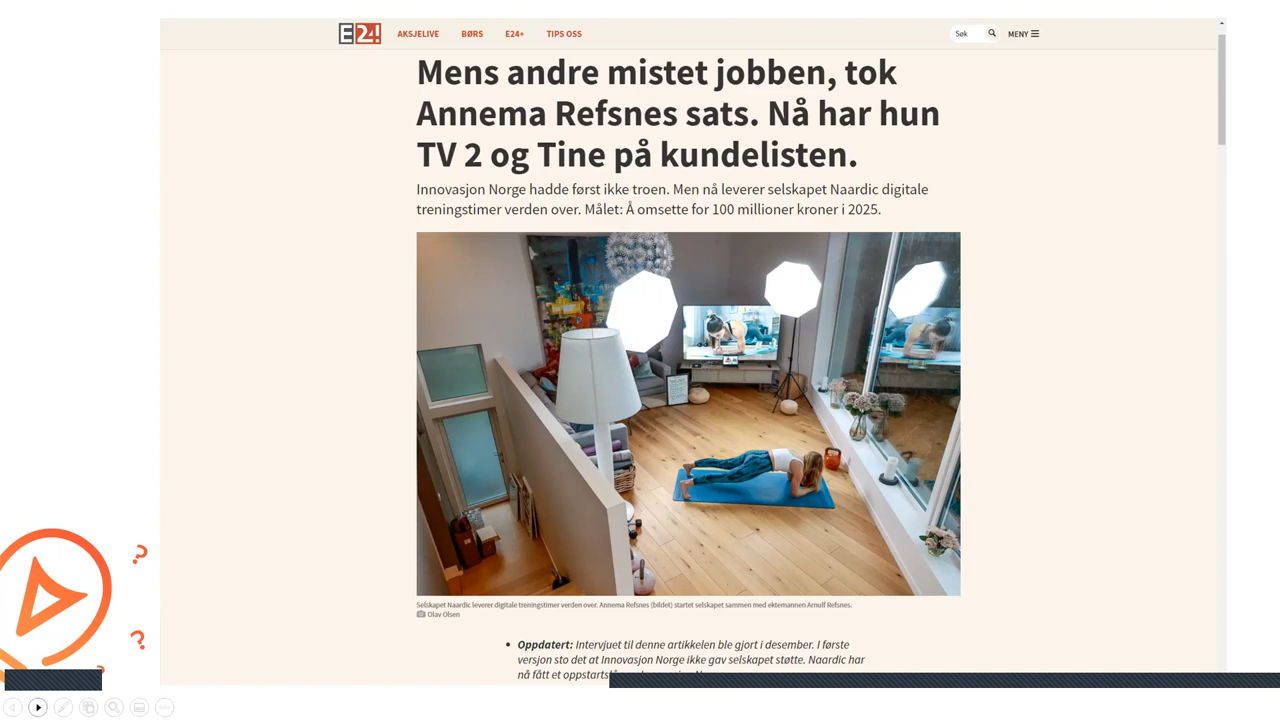 E24!
AKSJELIVE BØRS E24+ TIPS OSS
Søk
MENY
Mens andre mistet jobben, tok
Annema Refsnes sats. Nå har hun
TV 2 og Tine på kundelisten.
Innovasjon Norge hadde først ikke troen. Men nå leverer selskapet Naardic digitale
treningstimer verden over. Målet: Å omsette for 100 millioner kroner i 2025.
Selskapet Naardic leverer digitale treningstimer verden over. Annema Refsnes (bildet) startet selskapet sammen med ektemannen Arnulf Refsnes.
Olav Olsen
• Oppdatert: Intervjuet til denne artikkelen ble gjort i desember. I første
versjon sto det at Innovasjon Norge ikke gav selskapet støtte. Naardic har
nå fått et
? ? ?